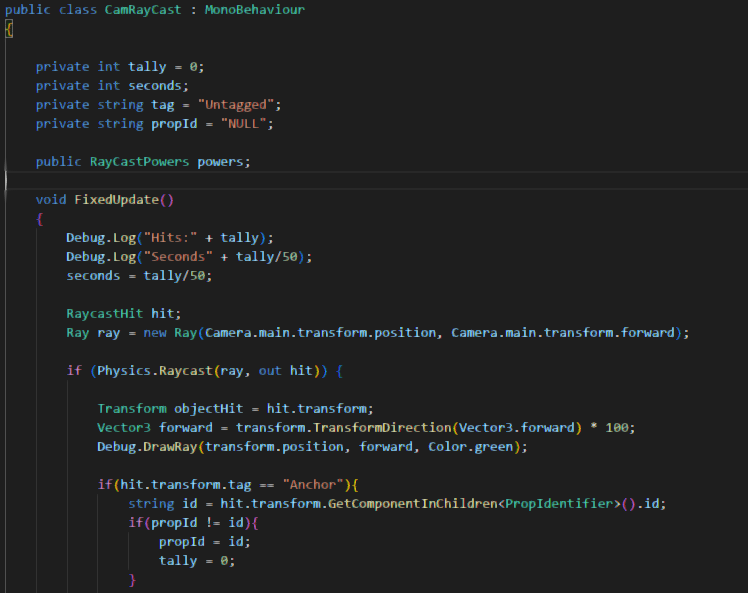 public class CamRayCast : MonoBehaviour
{
private int tally = 0;
private int seconds;
private string tag = "Untagged";
private string propId = "NULL";
public RayCastPowers powers;
void FixedUpdate()
{
Debug.Log("Hits:" + tally);
Debug.Log("Seconds" + tally/50);
seconds = tally/50;
RaycastHit hit;
Ray ray = new Ray(Camera.main.transform.position, Camera.main.transform.forward);
if (Physics.Raycast(ray, out hit)) {
Transform objectHit = hit.transform;
Vector3 forward = transform.TransformDirection(Vector3.forward) * 100;
Debug.DrawRay(transform.position, forward, Color.green);
if(hit.transform.tag == "Anchor"){
string id = hit.transform.GetComponentInChildren<PropIdentifier>().id;
if(propId != id){
propId = id;
tally = 0;
}